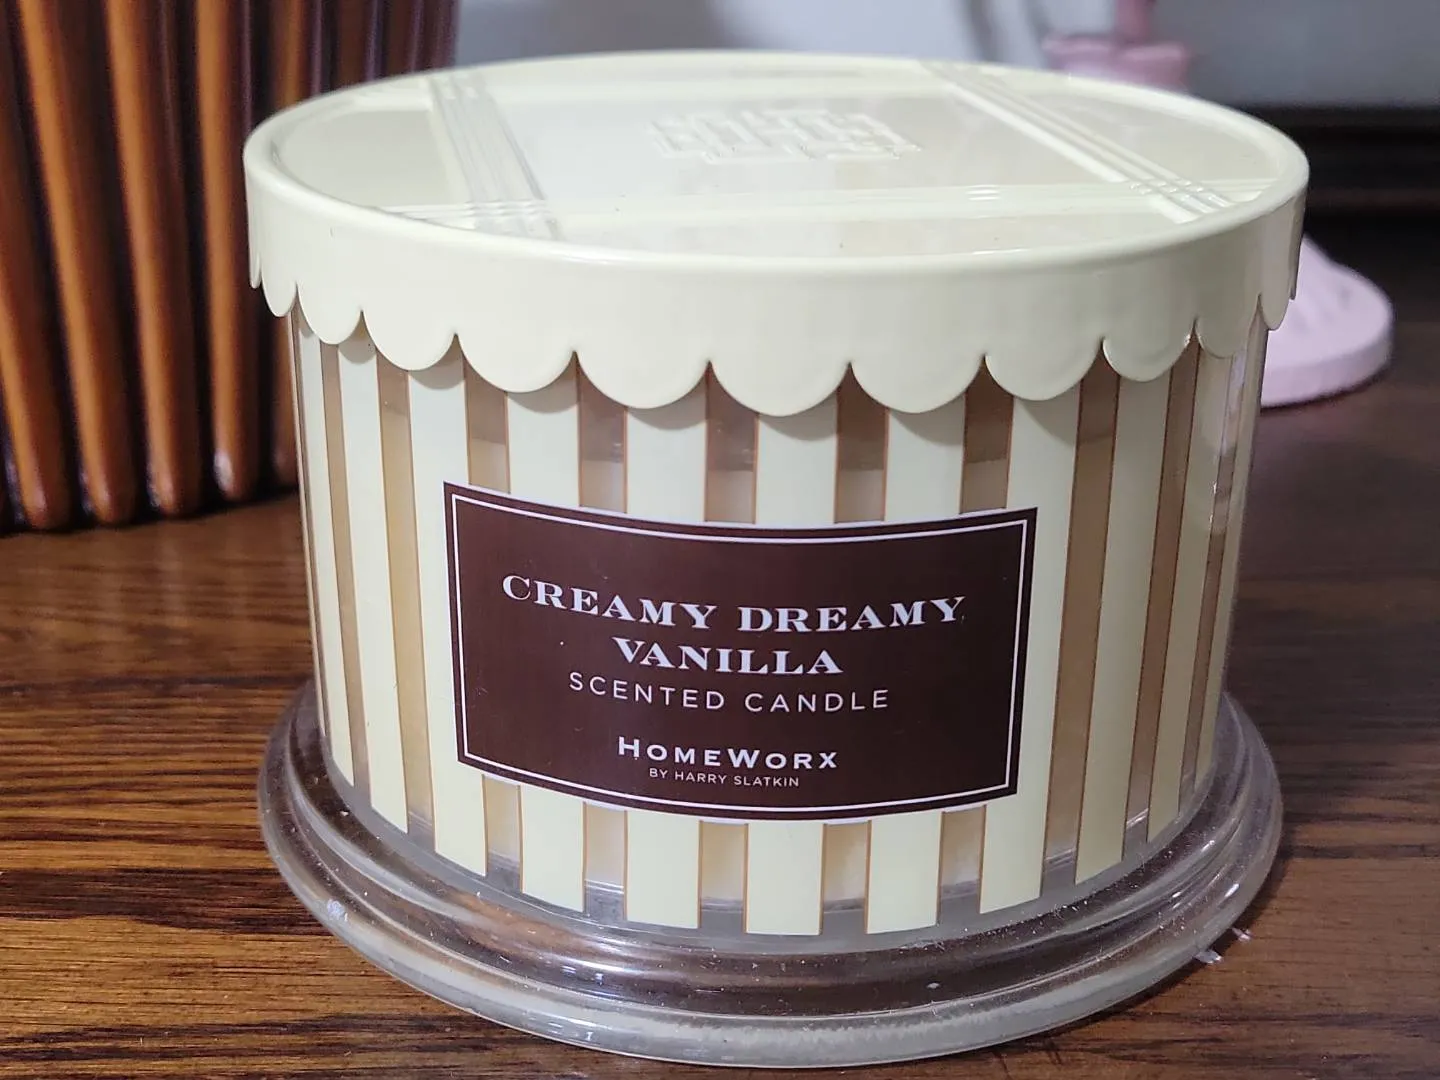 CREAMY DREAMY
VANILLA
SCENTED CANDLE
HOMEWORX
BY HARRY SLATKIN